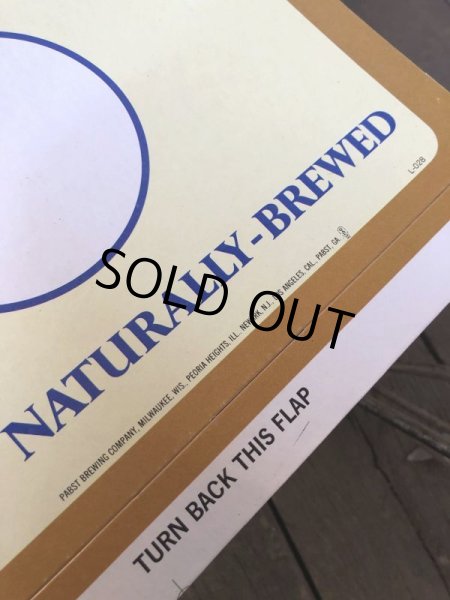 L-028
NATURALLY-BREWED
PABST BREWING COMPANY, MILWAUKEE, WIS., PEORIA HEIGHTS, ILL., NEWARK, N.J., LOS ANGELES, CAL., PABST, GA.
SOLD OUT
TURN BACK THIS FLAP